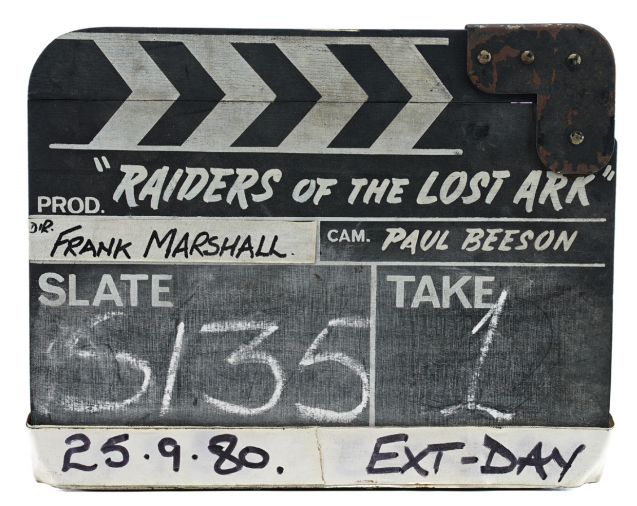 PROD. "RAIDERS OF THE LOST ARK"
DIR. FRANK MARSHALL. CAM. PAUL BEESON
SLATE TAKE
S135 1
25.9.80. EXT-DAY